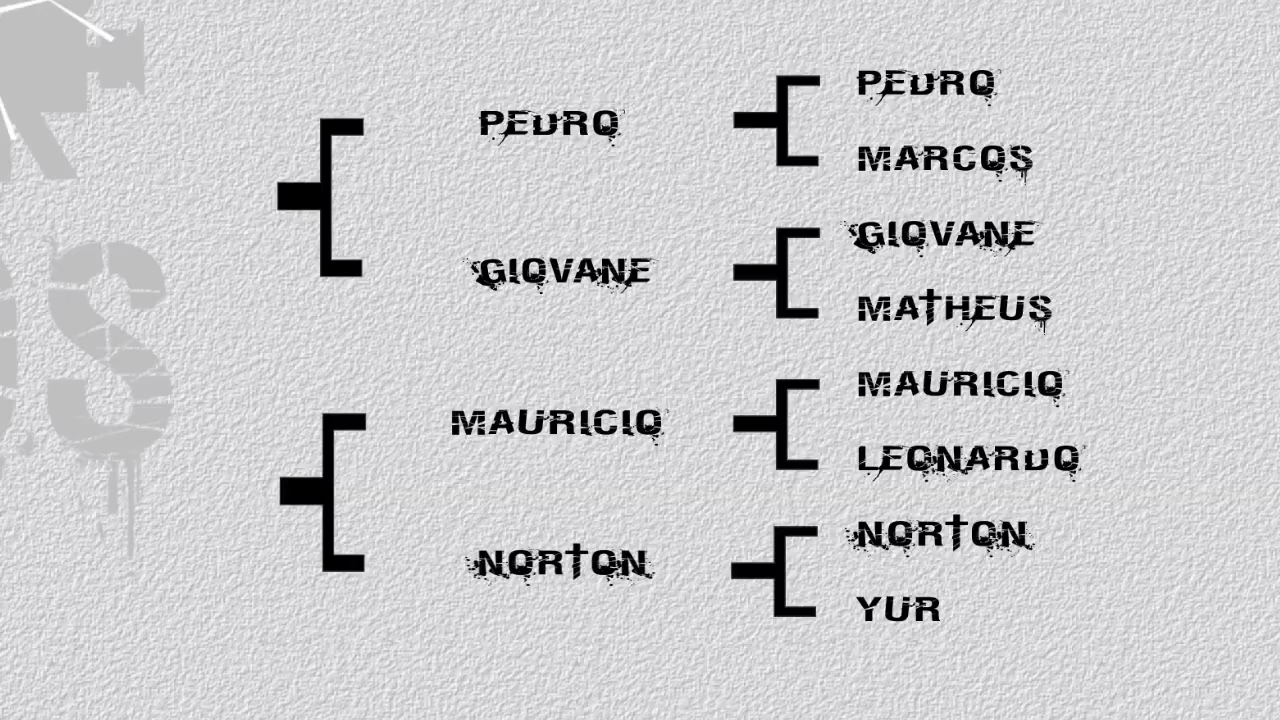 PEDRO
MARCOS
PEDRO
GIOVANE
GIOVANE
MATHEUS
MAURICIO
MAURICIO
LEONARDO
NORTON
NORTON
YUR